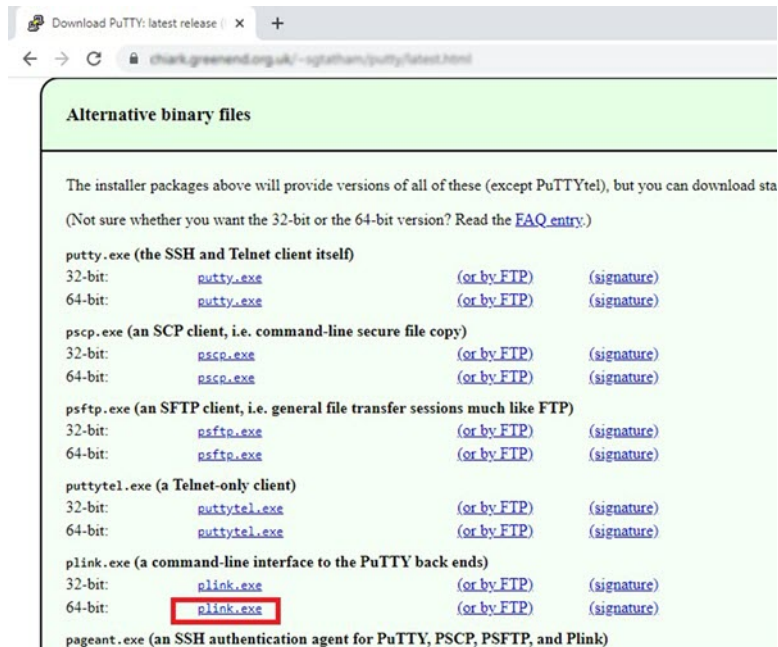 Download PuTTY: latest release (
chiark.greenend.org.uk/~sgtatham/putty/latest.html
Alternative binary files
The installer packages above will provide versions of all of these (except PuTTYtel), but you can download sta
(Not sure whether you want the 32-bit or the 64-bit version? Read the FAQ entry.)
putty.exe (the SSH and Telnet client itself)
32-bit: putty.exe (or by FTP) (signature)
64-bit: putty.exe (or by FTP) (signature)
pscp.exe (an SCP client, i.e. command-line secure file copy)
32-bit: pscp.exe (or by FTP) (signature)
64-bit: pscp.exe (or by FTP) (signature)
psftp.exe (an SFTP client, i.e. general file transfer sessions much like FTP)
32-bit: psftp.exe (or by FTP) (signature)
64-bit: psftp.exe (or by FTP) (signature)
puttytel.exe (a Telnet-only client)
32-bit: puttytel.exe (or by FTP) (signature)
64-bit: puttytel.exe (or by FTP) (signature)
plink.exe (a command-line interface to the PuTTY back ends)
32-bit: plink.exe (or by FTP) (signature)
64-bit: plink.exe (or by FTP) (signature)
pageant.exe (an SSH authentication agent for PuTTY, PSCP, PSFTP, and Plink)